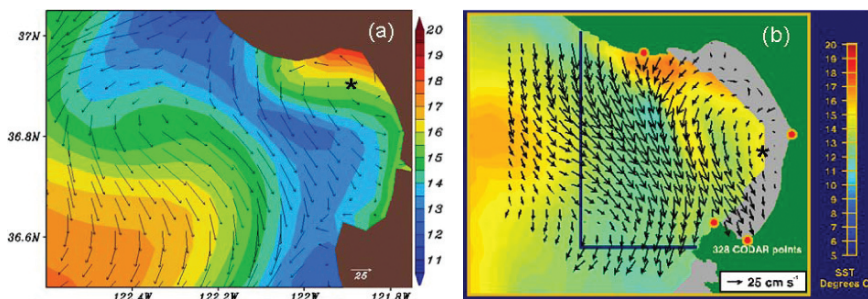 37N
36.8N
36.6N
122.4W
122.2W
122W
121.8W
(a)
*
25
20
19
18
17
16
15
14
13
12
11
(b)
*
328 CODAR points
25 cm s⁻¹
20
19
18
17
16
15
14
13
12
11
10
9
8
7
6
5
SST
Degrees C